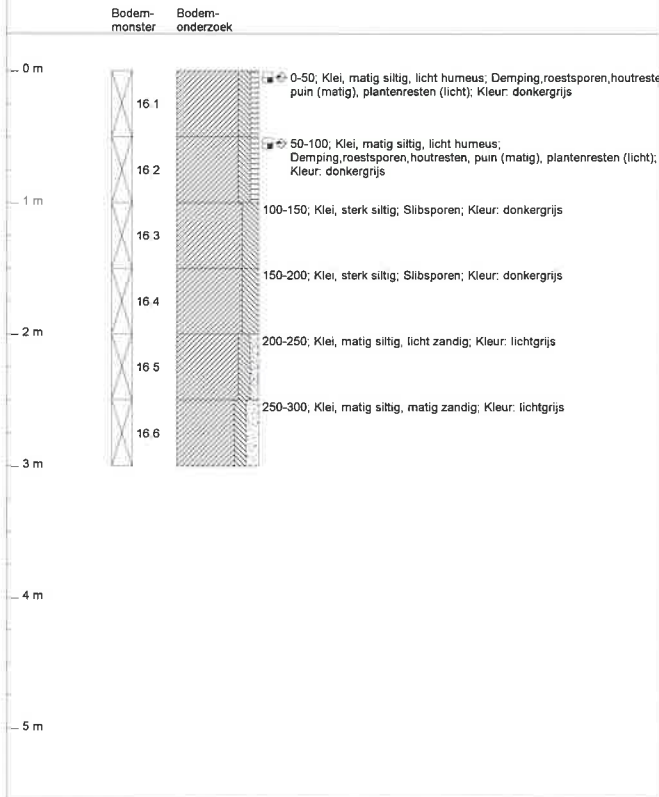 Bodem- Bodem-
monster onderzoek
0 m
0-50; Klei, matig siltig, licht humeus; Demping,roestsporen,houtreste
puin (matig), plantenresten (licht); Kleur: donkergrijs
16.1
50-100; Klei, matig siltig, licht humeus;
Demping,roestsporen,houtresten, puin (matig), plantenresten (licht);
Kleur: donkergrijs
16.2
1 m
100-150; Klei, sterk siltig; Slibsporen; Kleur: donkergrijs
16.3
150-200; Klei, sterk siltig; Slibsporen; Kleur: donkergrijs
16.4
2 m
200-250; Klei, matig siltig, licht zandig; Kleur: lichtgrijs
16.5
250-300; Klei, matig siltig, matig zandig; Kleur: lichtgrijs
16.6
3 m
4 m
5 m